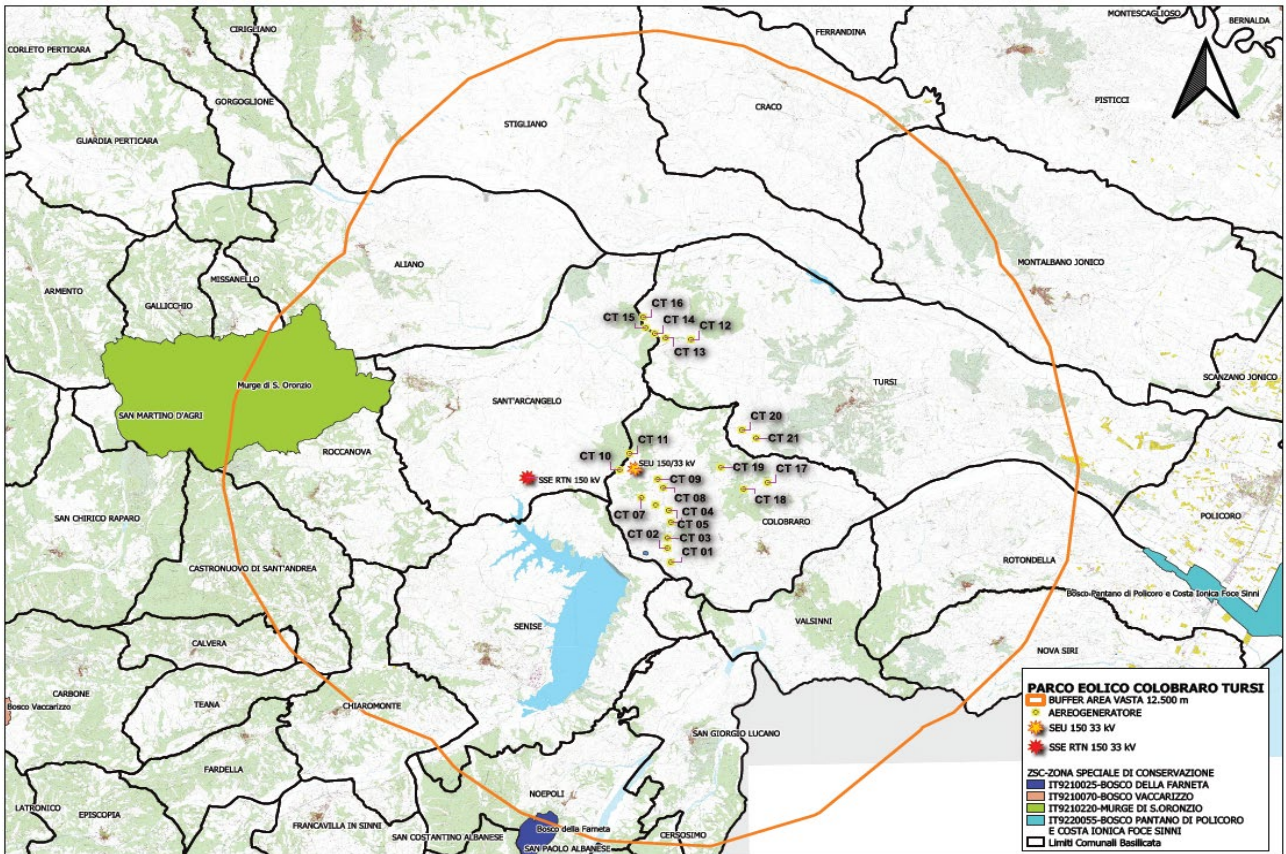 MONTESCAGLIOSO
BERNALDA
CIRIGLIANO
FERRANDINA
CORLETO PERTICARA
GORGOGLIONE
PISTICCI
CRACO
STIGLIANO
GUARDIA PERTICARA
ALIANO
MONTALBANO JONICO
MISSANELLO
ARMENTO
GALLICCHIO
CT 16
CT 15
CT 14
CT 12
CT 13
SCANZANO JONICO
TURSI
Murge di S. Oronzio
SANT'ARCANGELO
SAN MARTINO D'AGRI
CT 20
CT 21
ROCCANOVA
CT 11
CT 10
SEU 150/33 kV
CT 19
CT 17
SSE RTN 150 kV
CT 09
CT 08
CT 18
CT 07
CT 04
CT 05
COLOBRARO
SAN CHIRICO RAPARO
POLICORO
CT 02
CT 03
CT 01
ROTONDELLA
CASTRONUOVO DI SANT'ANDREA
Bosco Pantano di Policoro e Costa Ionica Foce Sinni
VALSINNI
SENISE
CALVERA
NOVA SIRI
CARBONE
Bosco Vaccarizzo
TEANA
CHIAROMONTE
SAN GIORGIO LUCANO
FARDELLA
NOEPOLI
LATRONICO
EPISCOPIA
FRANCAVILLA IN SINNI
SAN COSTANTINO ALBANESE
Bosco della Farneta
CERSOSIMO
SAN PAOLO ALBANESE
PARCO EOLICO COLOBRARO TURSI
BUFFER AREA VASTA 12.500 m
AEREOGENERATORE
SEU 150 33 kV
SSE RTN 150 33 kV
ZSC-ZONA SPECIALE DI CONSERVAZIONE
IT9210025-BOSCO DELLA FARNETA
IT9210070-BOSCO VACCARIZZO
IT9210220-MURGE DI S.ORONZIO
IT9220055-BOSCO PANTANO DI POLICORO
E COSTA IONICA FOCE SINNI
Limiti Comunali Basilicata